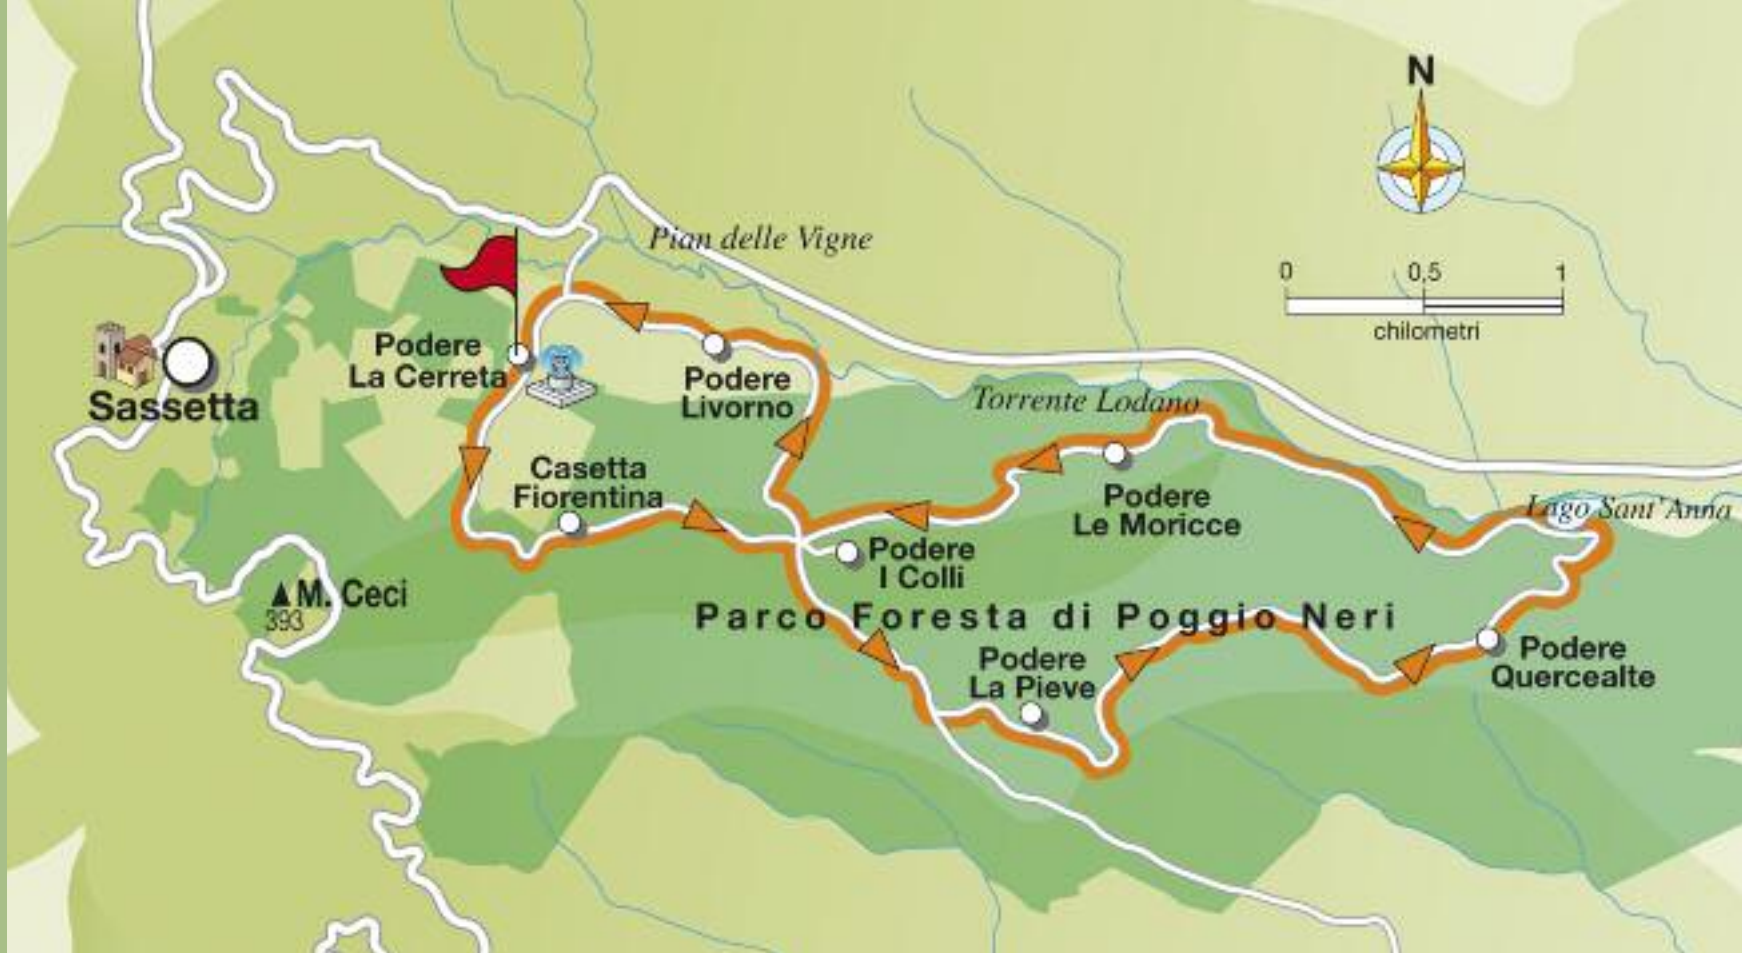 N
Pian delle Vigne
0 0,5 1
chilometri
Podere
La Cerreta
Sassetta
Podere
Livorno
Torrente Lodano
Casetta
Fiorentina
Podere
Le Moricce
Lago Sant'Anna
Podere
I Colli
M. Ceci
393
Parco Foresta di Poggio Neri
Podere
La Pieve
Podere
Quercealte